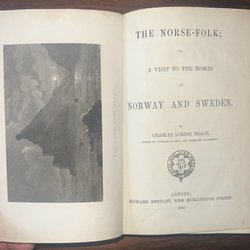 THE NORSE-FOLK;
OR,
A VISIT TO THE HOMES
OF
NORWAY AND SWEDEN.
BY
CHARLES LORING BRACE,
LONDON:
RICHARD BENTLEY, NEW BURLINGTON STREET
1857.